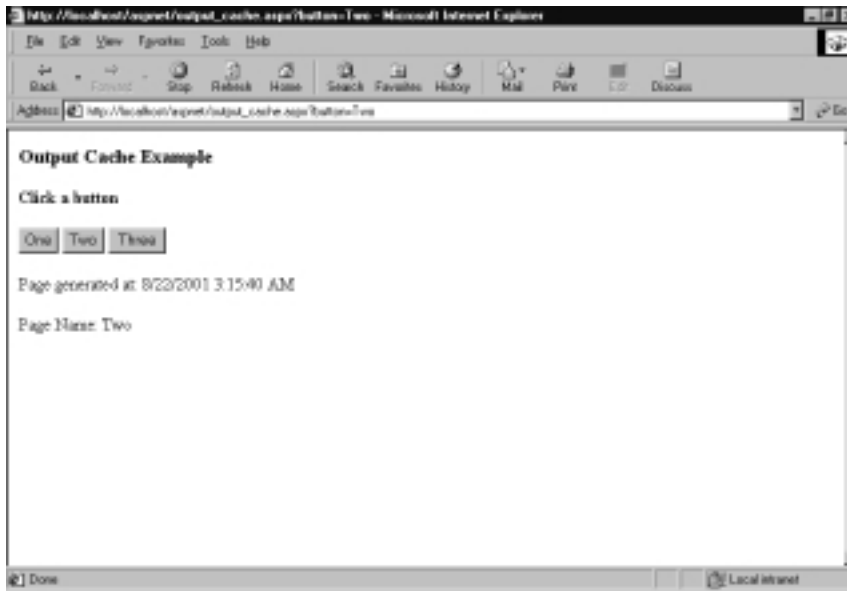 http://localhost/aspnet/output_cache.aspx?button=Two - Microsoft Internet Explorer
File Edit View Favorites Tools Help
Back Forward Stop Refresh Home Search Favorites History Mail Print Edit Discuss
Address http://localhost/aspnet/output_cache.aspx?button=Two Go
Output Cache Example
Click a button
One Two Three
Page generated at: 8/22/2001 3:15:40 AM
Page Name: Two
Done Local intranet